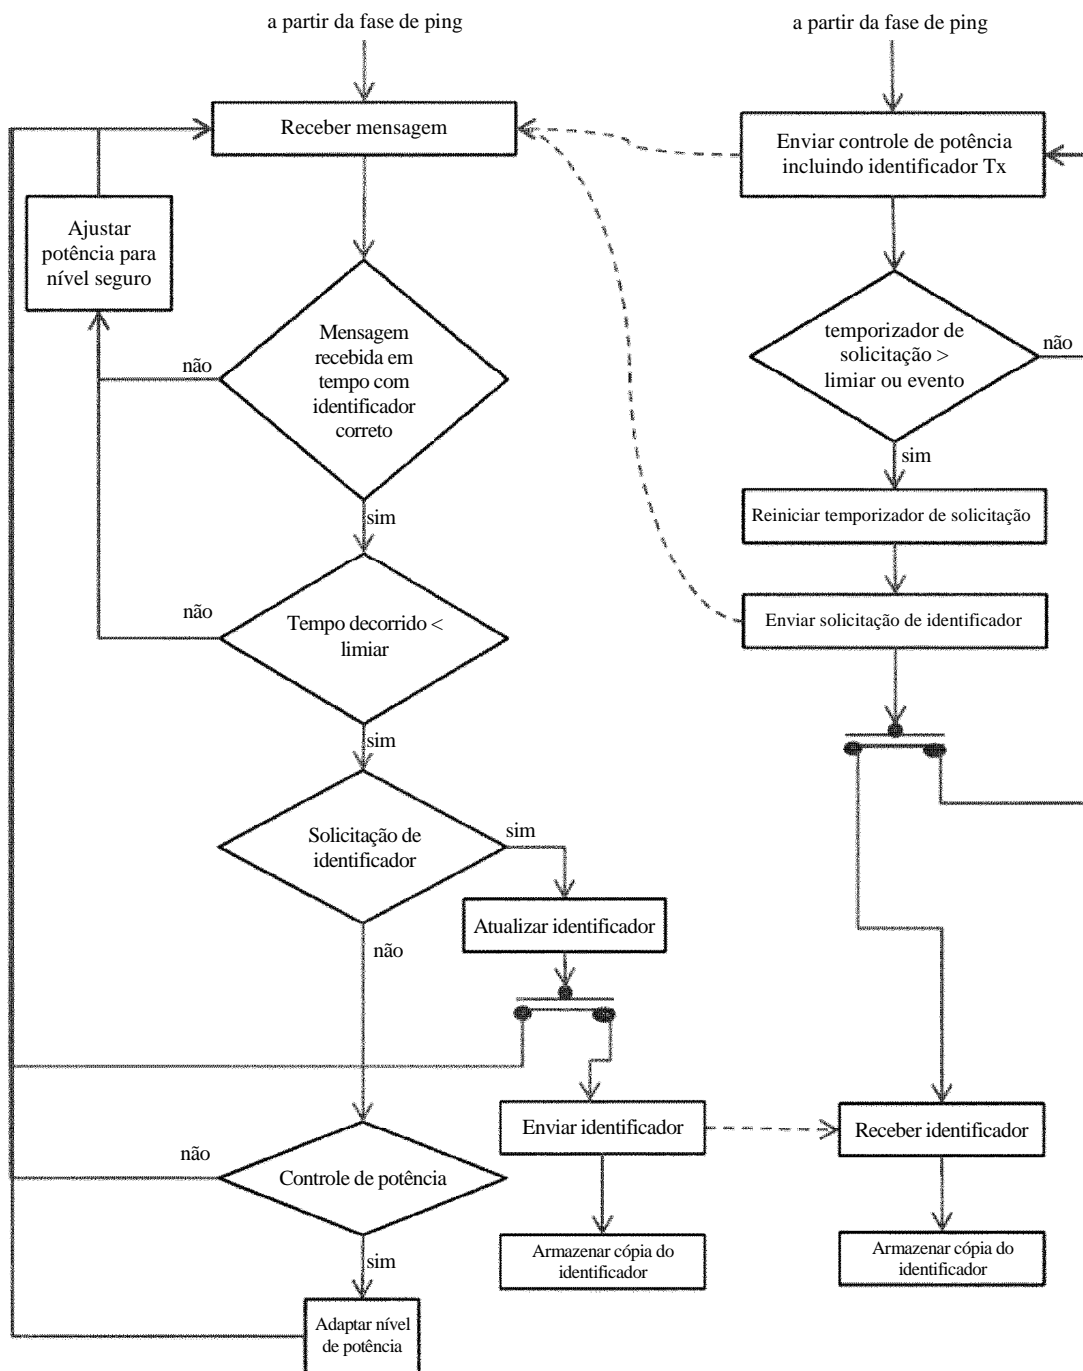 a partir da fase de ping
a partir da fase de ping
Receber mensagem
Enviar controle de potência
incluindo identificador Tx
Ajustar
potência para
nível seguro
Mensagem
recebida em
tempo com
identificador
correto
não
sim
temporizador de
solicitação >
limiar ou evento
não
sim
Reiniciar temporizador de solicitação
Enviar solicitação de identificador
Tempo decorrido <
limiar
não
sim
Solicitação de
identificador
sim
não
Atualizar identificador
Enviar identificador
Receber identificador
Controle de potência
não
sim
Armazenar cópia do
identificador
Armazenar cópia do
identificador
Adaptar nível
de potência